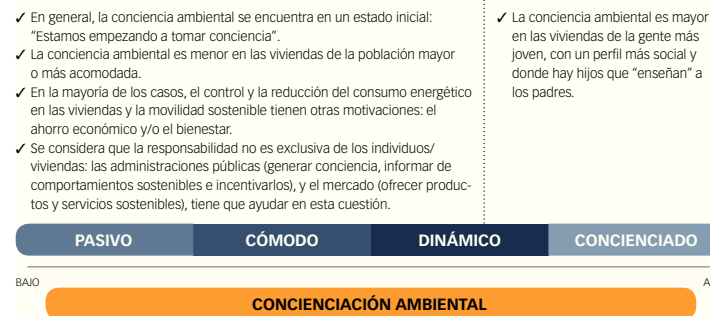 ✓ En general, la conciencia ambiental se encuentra en un estado inicial:
“Estamos empezando a tomar conciencia”.
✓ La conciencia ambiental es menor en las viviendas de la población mayor
o más acomodada.
✓ En la mayoría de los casos, el control y la reducción del consumo energético
en las viviendas y la movilidad sostenible tienen otras motivaciones: el
ahorro económico y/o el bienestar.
✓ Se considera que la responsabilidad no es exclusiva de los individuos/
viviendas: las administraciones públicas (generar conciencia, informar de
comportamientos sostenibles e incentivarlos), y el mercado (ofrecer produc-
tos y servicios sostenibles), tiene que ayudar en esta cuestión.
✓ La conciencia ambiental es mayor
en las viviendas de la gente más
joven, con un perfil más social y
donde hay hijos que “enseñan” a
los padres.
PASIVO CÓMODO DINÁMICO CONCIENCIADO
BAJO A
CONCIENCIACIÓN AMBIENTAL